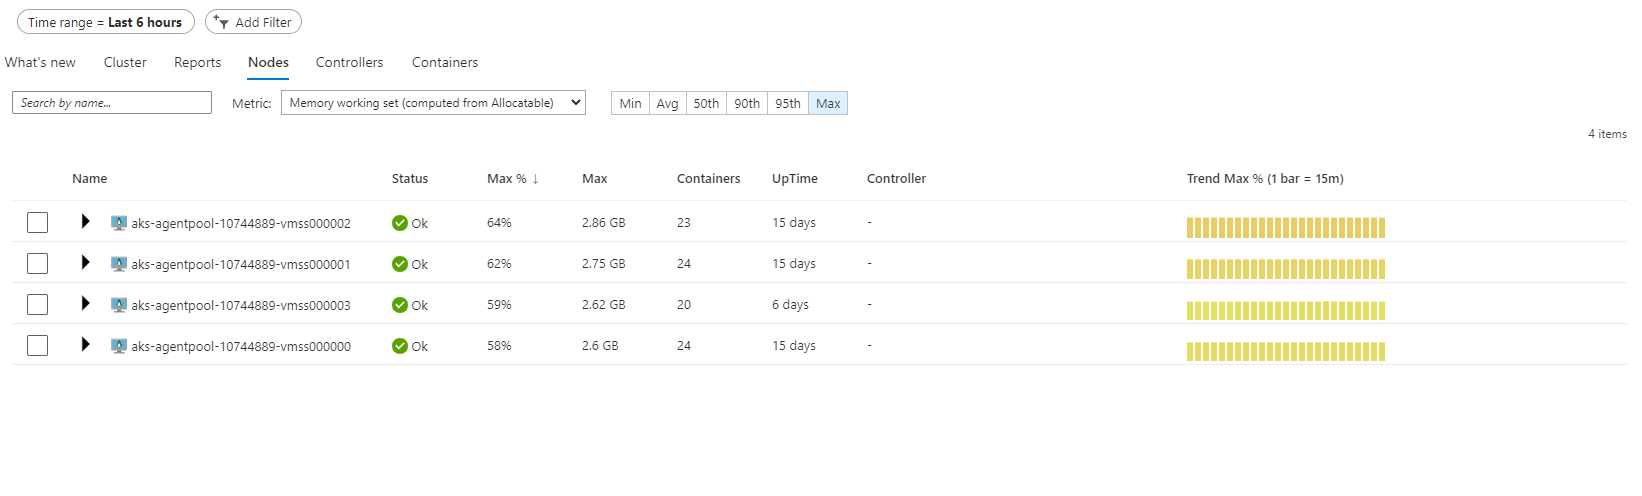 Time range = Last 6 hours Add Filter
What's new Cluster Reports Nodes Controllers Containers
Search by name... Metric: Memory working set (computed from Allocatable) Min Avg 50th 90th 95th Max
4 items
Name Status Max % ↓ Max Containers UpTime Controller Trend Max % (1 bar = 15m)
aks-agentpool-10744889-vmss000002 Ok 64% 2.86 GB 23 15 days -
aks-agentpool-10744889-vmss000001 Ok 62% 2.75 GB 24 15 days -
aks-agentpool-10744889-vmss000003 Ok 59% 2.62 GB 20 6 days -
aks-agentpool-10744889-vmss000000 Ok 58% 2.6 GB 24 15 days -